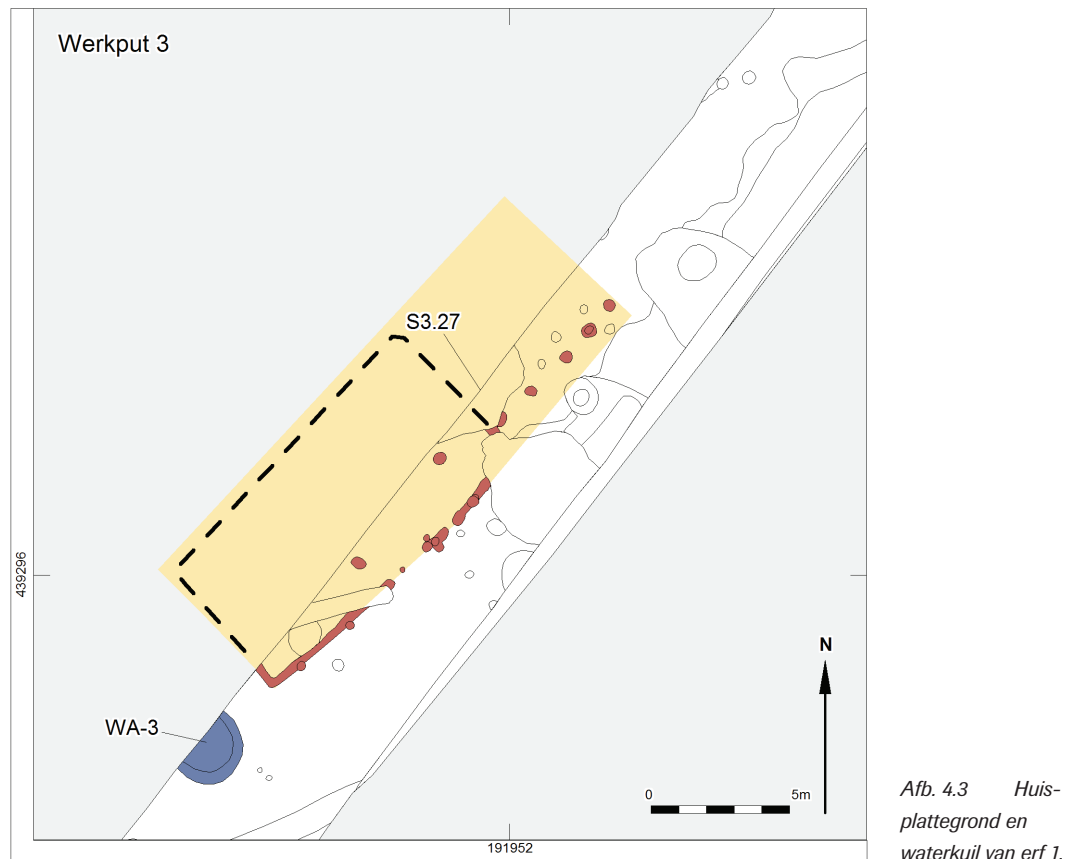 Werkput 3
S3.27
439296
N
WA-3
0 5m
191952
Afb. 4.3 Huis-
plattegrond en
waterkuil van erf 1.